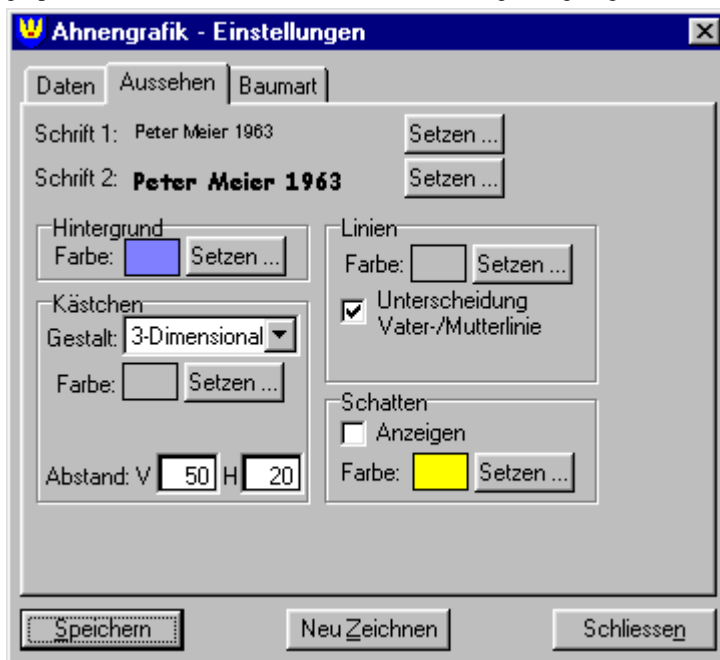 Ahnengrafik - Einstellungen
Daten Aussehen Baumart
Schrift 1: Peter Meier 1963 Setzen ...
Schrift 2: Peter Meier 1963 Setzen ...
Hintergrund
Farbe: Setzen ...
Linien
Farbe: Setzen ...
Unterscheidung
Vater-/Mutterlinie
Kästchen
Gestalt: 3-Dimensional
Farbe: Setzen ...
Abstand: V 50 H 20
Schatten
Anzeigen
Farbe: Setzen ...
Speichern Neu Zeichnen Schliessen